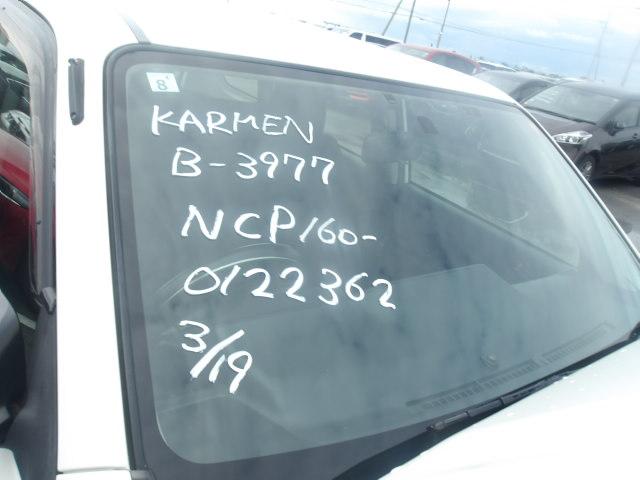 8
KARMEN
B-3977
NCP160-
0122362
3/19